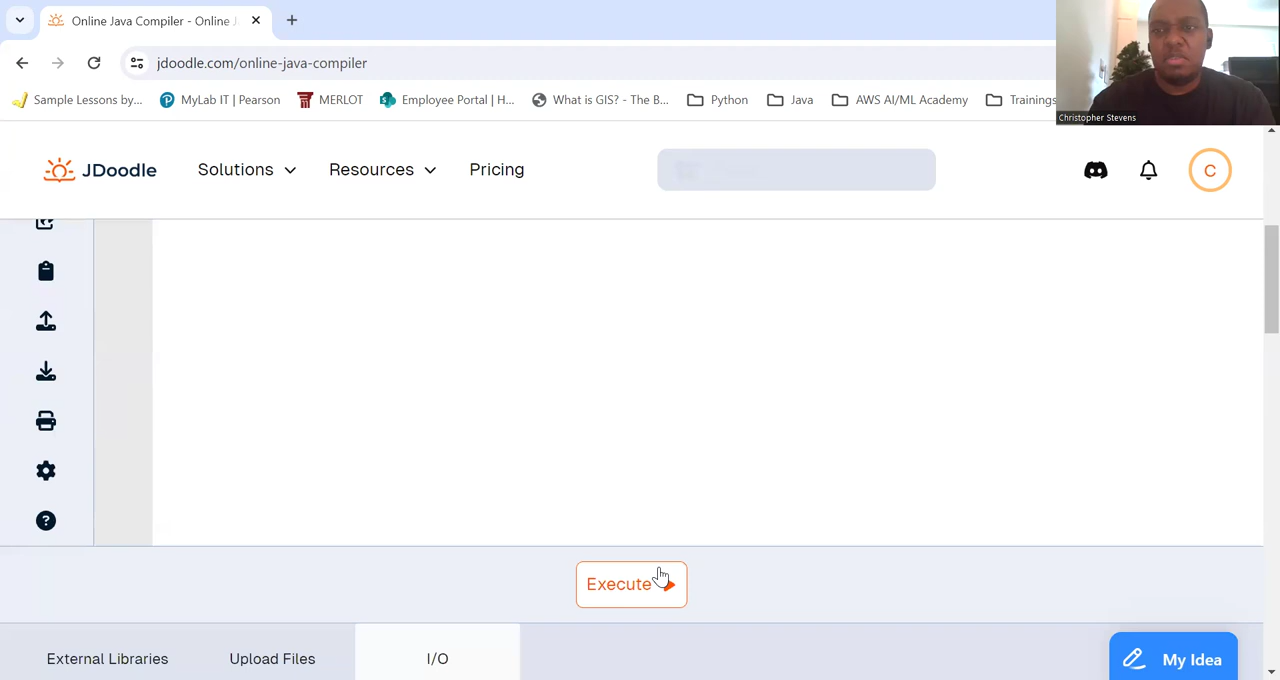 Online Java Compiler - Online J
jdoodle.com/online-java-compiler
Sample Lessons by... MyLab IT | Pearson MERLOT Employee Portal | H... What is GIS? - The B... Python Java AWS AI/ML Academy Trainings
Christopher Stevens
JDoodle Solutions Resources Pricing C
Execute
External Libraries Upload Files I/O
My Idea